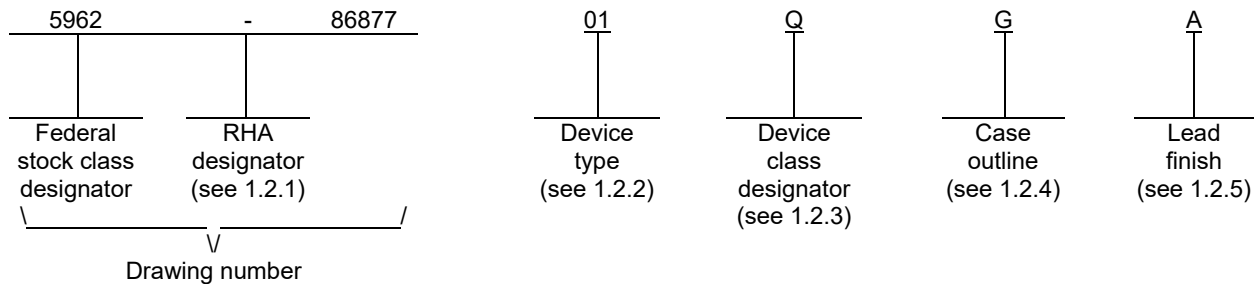 5962 - 86877 01 Q G A
Federal stock class designator
RHA designator (see 1.2.1)
Device type (see 1.2.2)
Device class designator (see 1.2.3)
Case outline (see 1.2.4)
Lead finish (see 1.2.5)
\ /
\/
Drawing number